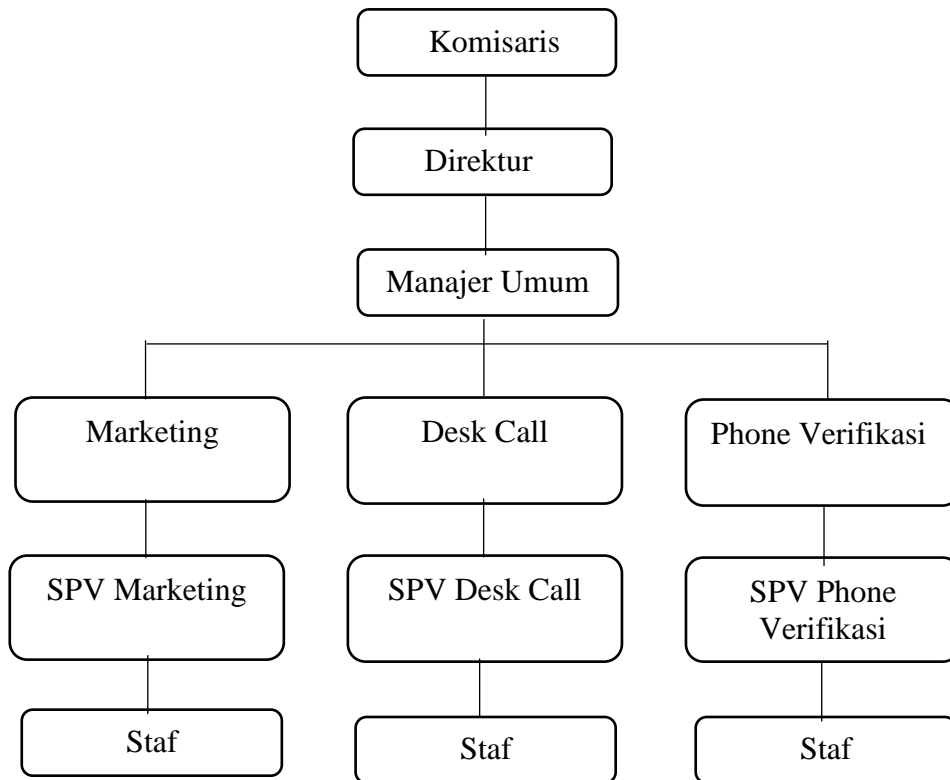 Komisaris
Direktur
Manajer Umum
Marketing
Desk Call
Phone Verifikasi
SPV Marketing
SPV Desk Call
SPV Phone
Verifikasi
Staf
Staf
Staf